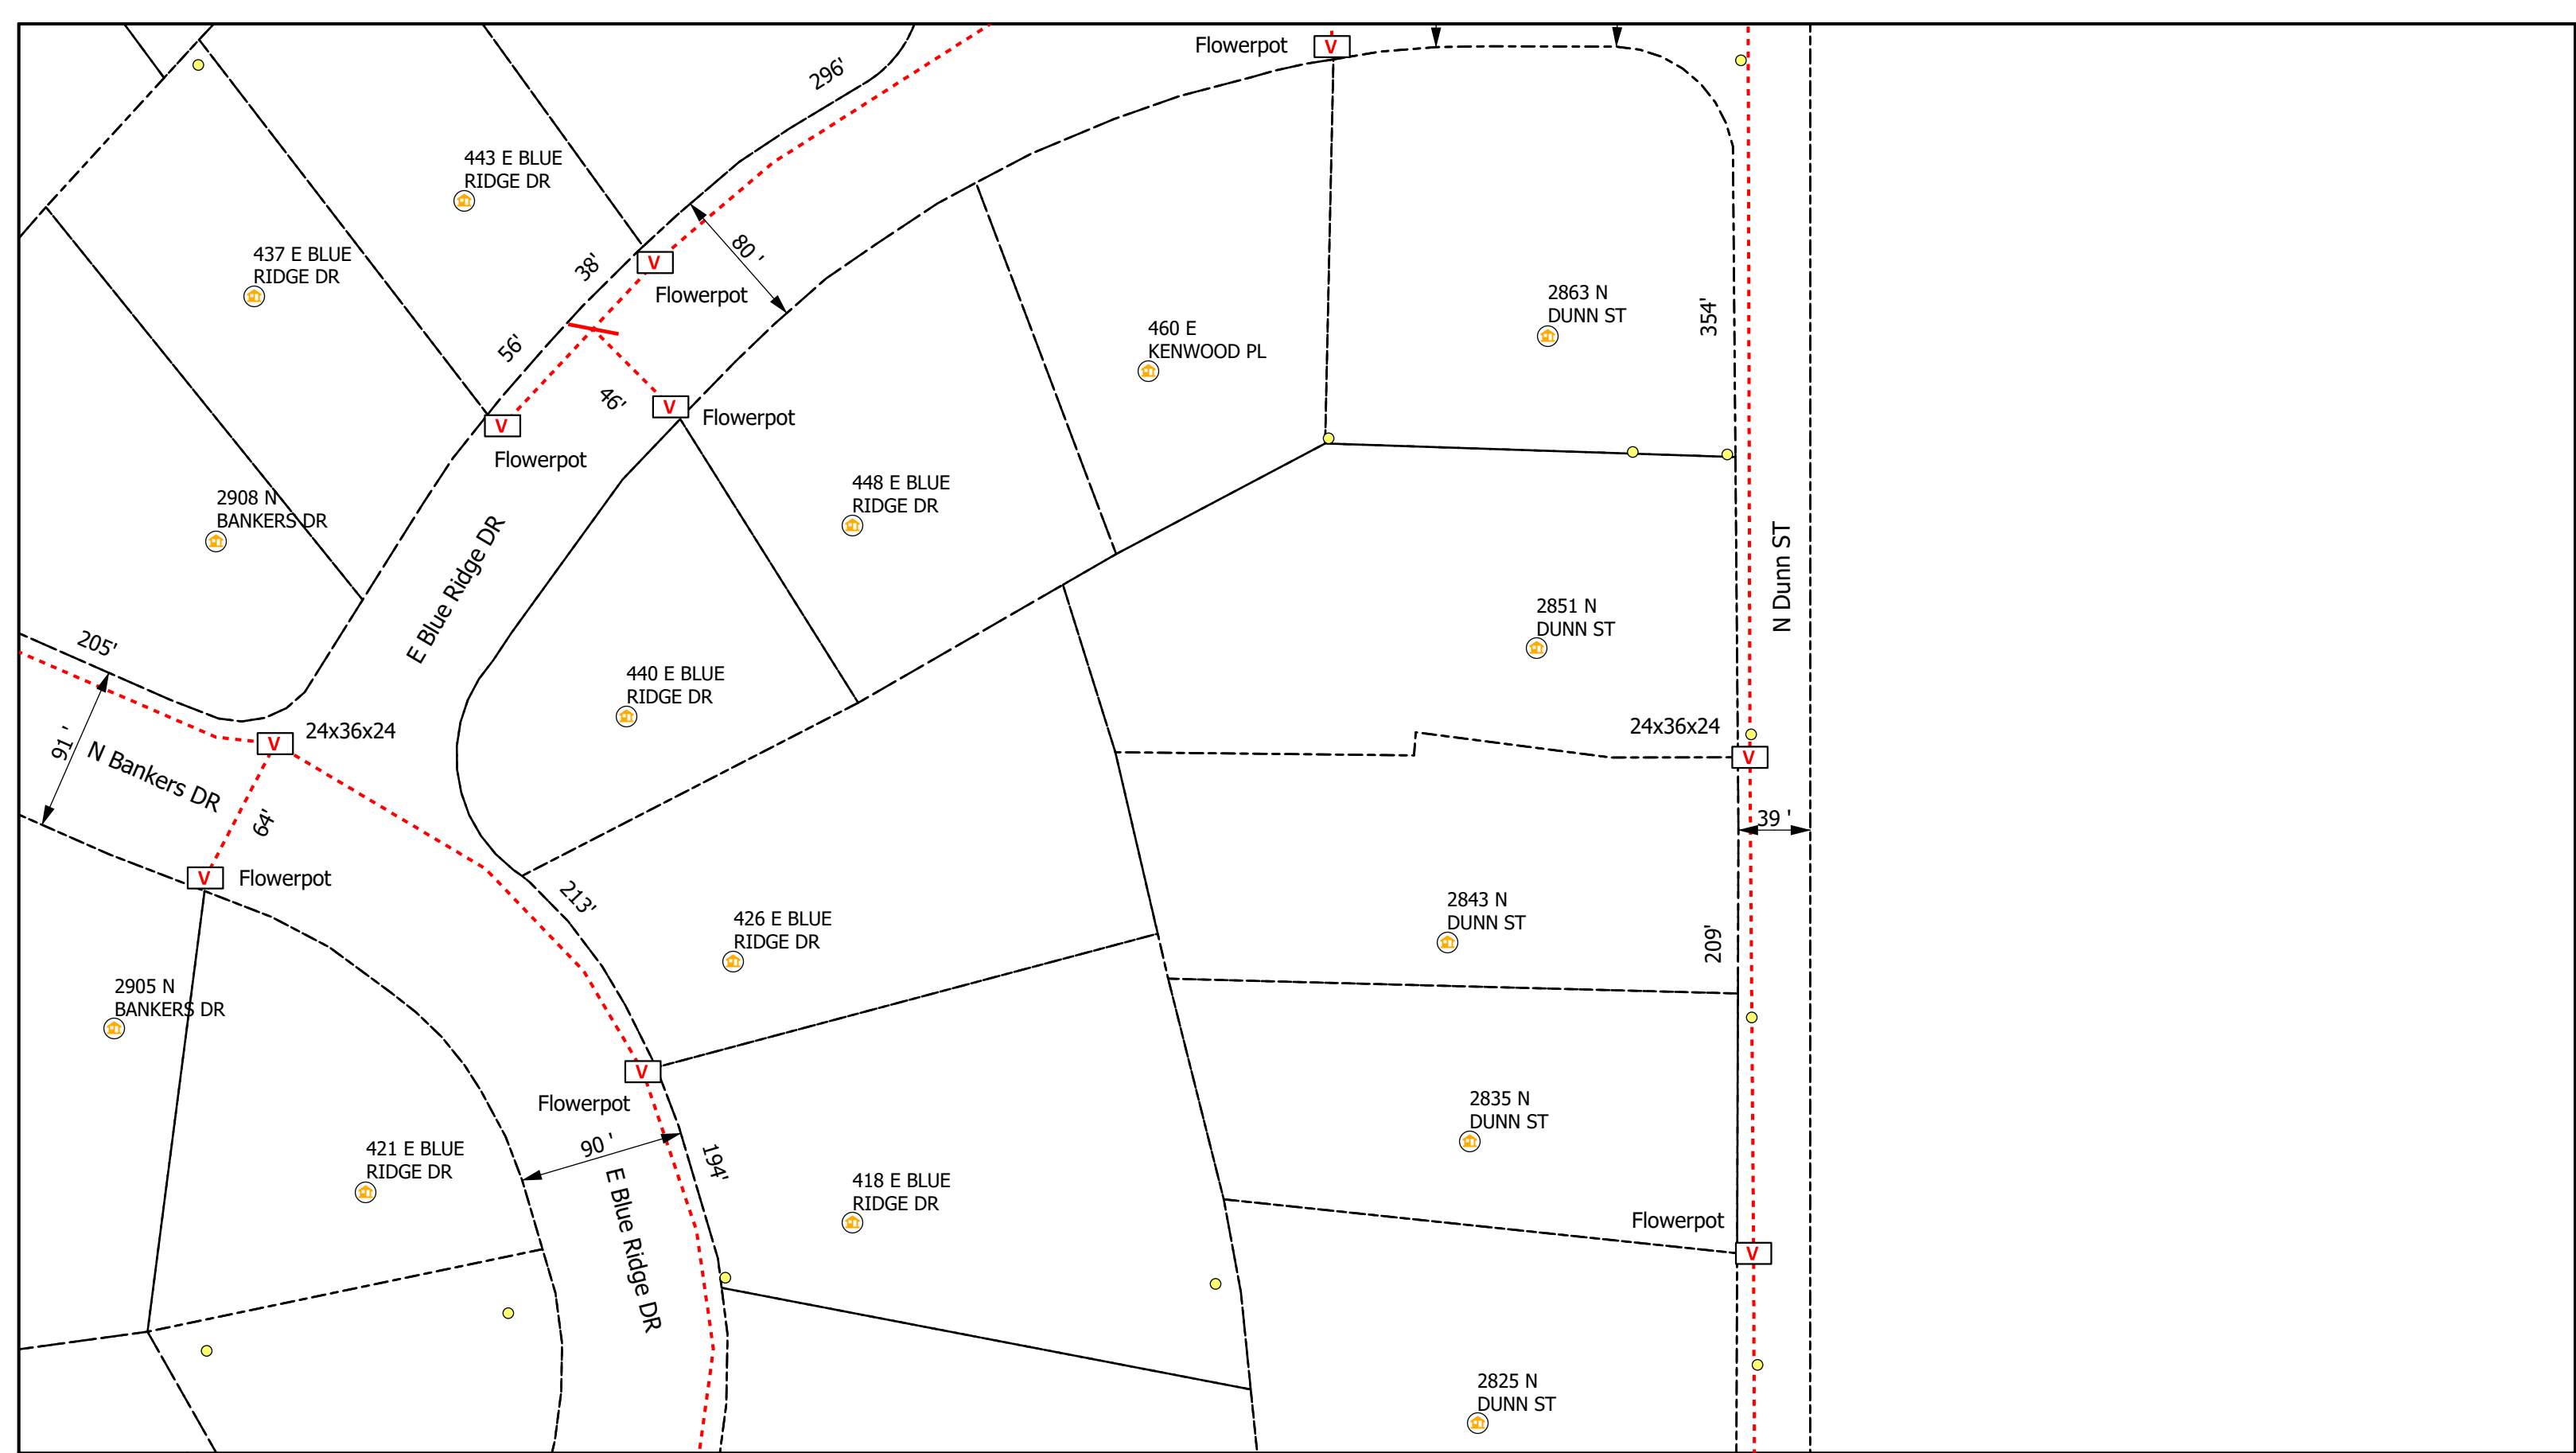 Flowerpot
V
296'
443 E BLUE
RIDGE DR
80 '
437 E BLUE
RIDGE DR
38'
V
Flowerpot
2863 N
DUNN ST
354'
56'
460 E
KENWOOD PL
46'
V
Flowerpot
V
Flowerpot
448 E BLUE
RIDGE DR
2908 N
BANKERS DR
E Blue Ridge DR
N Dunn ST
2851 N
DUNN ST
205'
440 E BLUE
RIDGE DR
24x36x24
V
91 '
N Bankers DR
24x36x24
V
39 '
64'
V
Flowerpot
213'
426 E BLUE
RIDGE DR
2843 N
DUNN ST
209'
2905 N
BANKERS DR
V
Flowerpot
2835 N
DUNN ST
90 '
194'
421 E BLUE
RIDGE DR
418 E BLUE
RIDGE DR
E Blue Ridge DR
Flowerpot
V
2825 N
DUNN ST